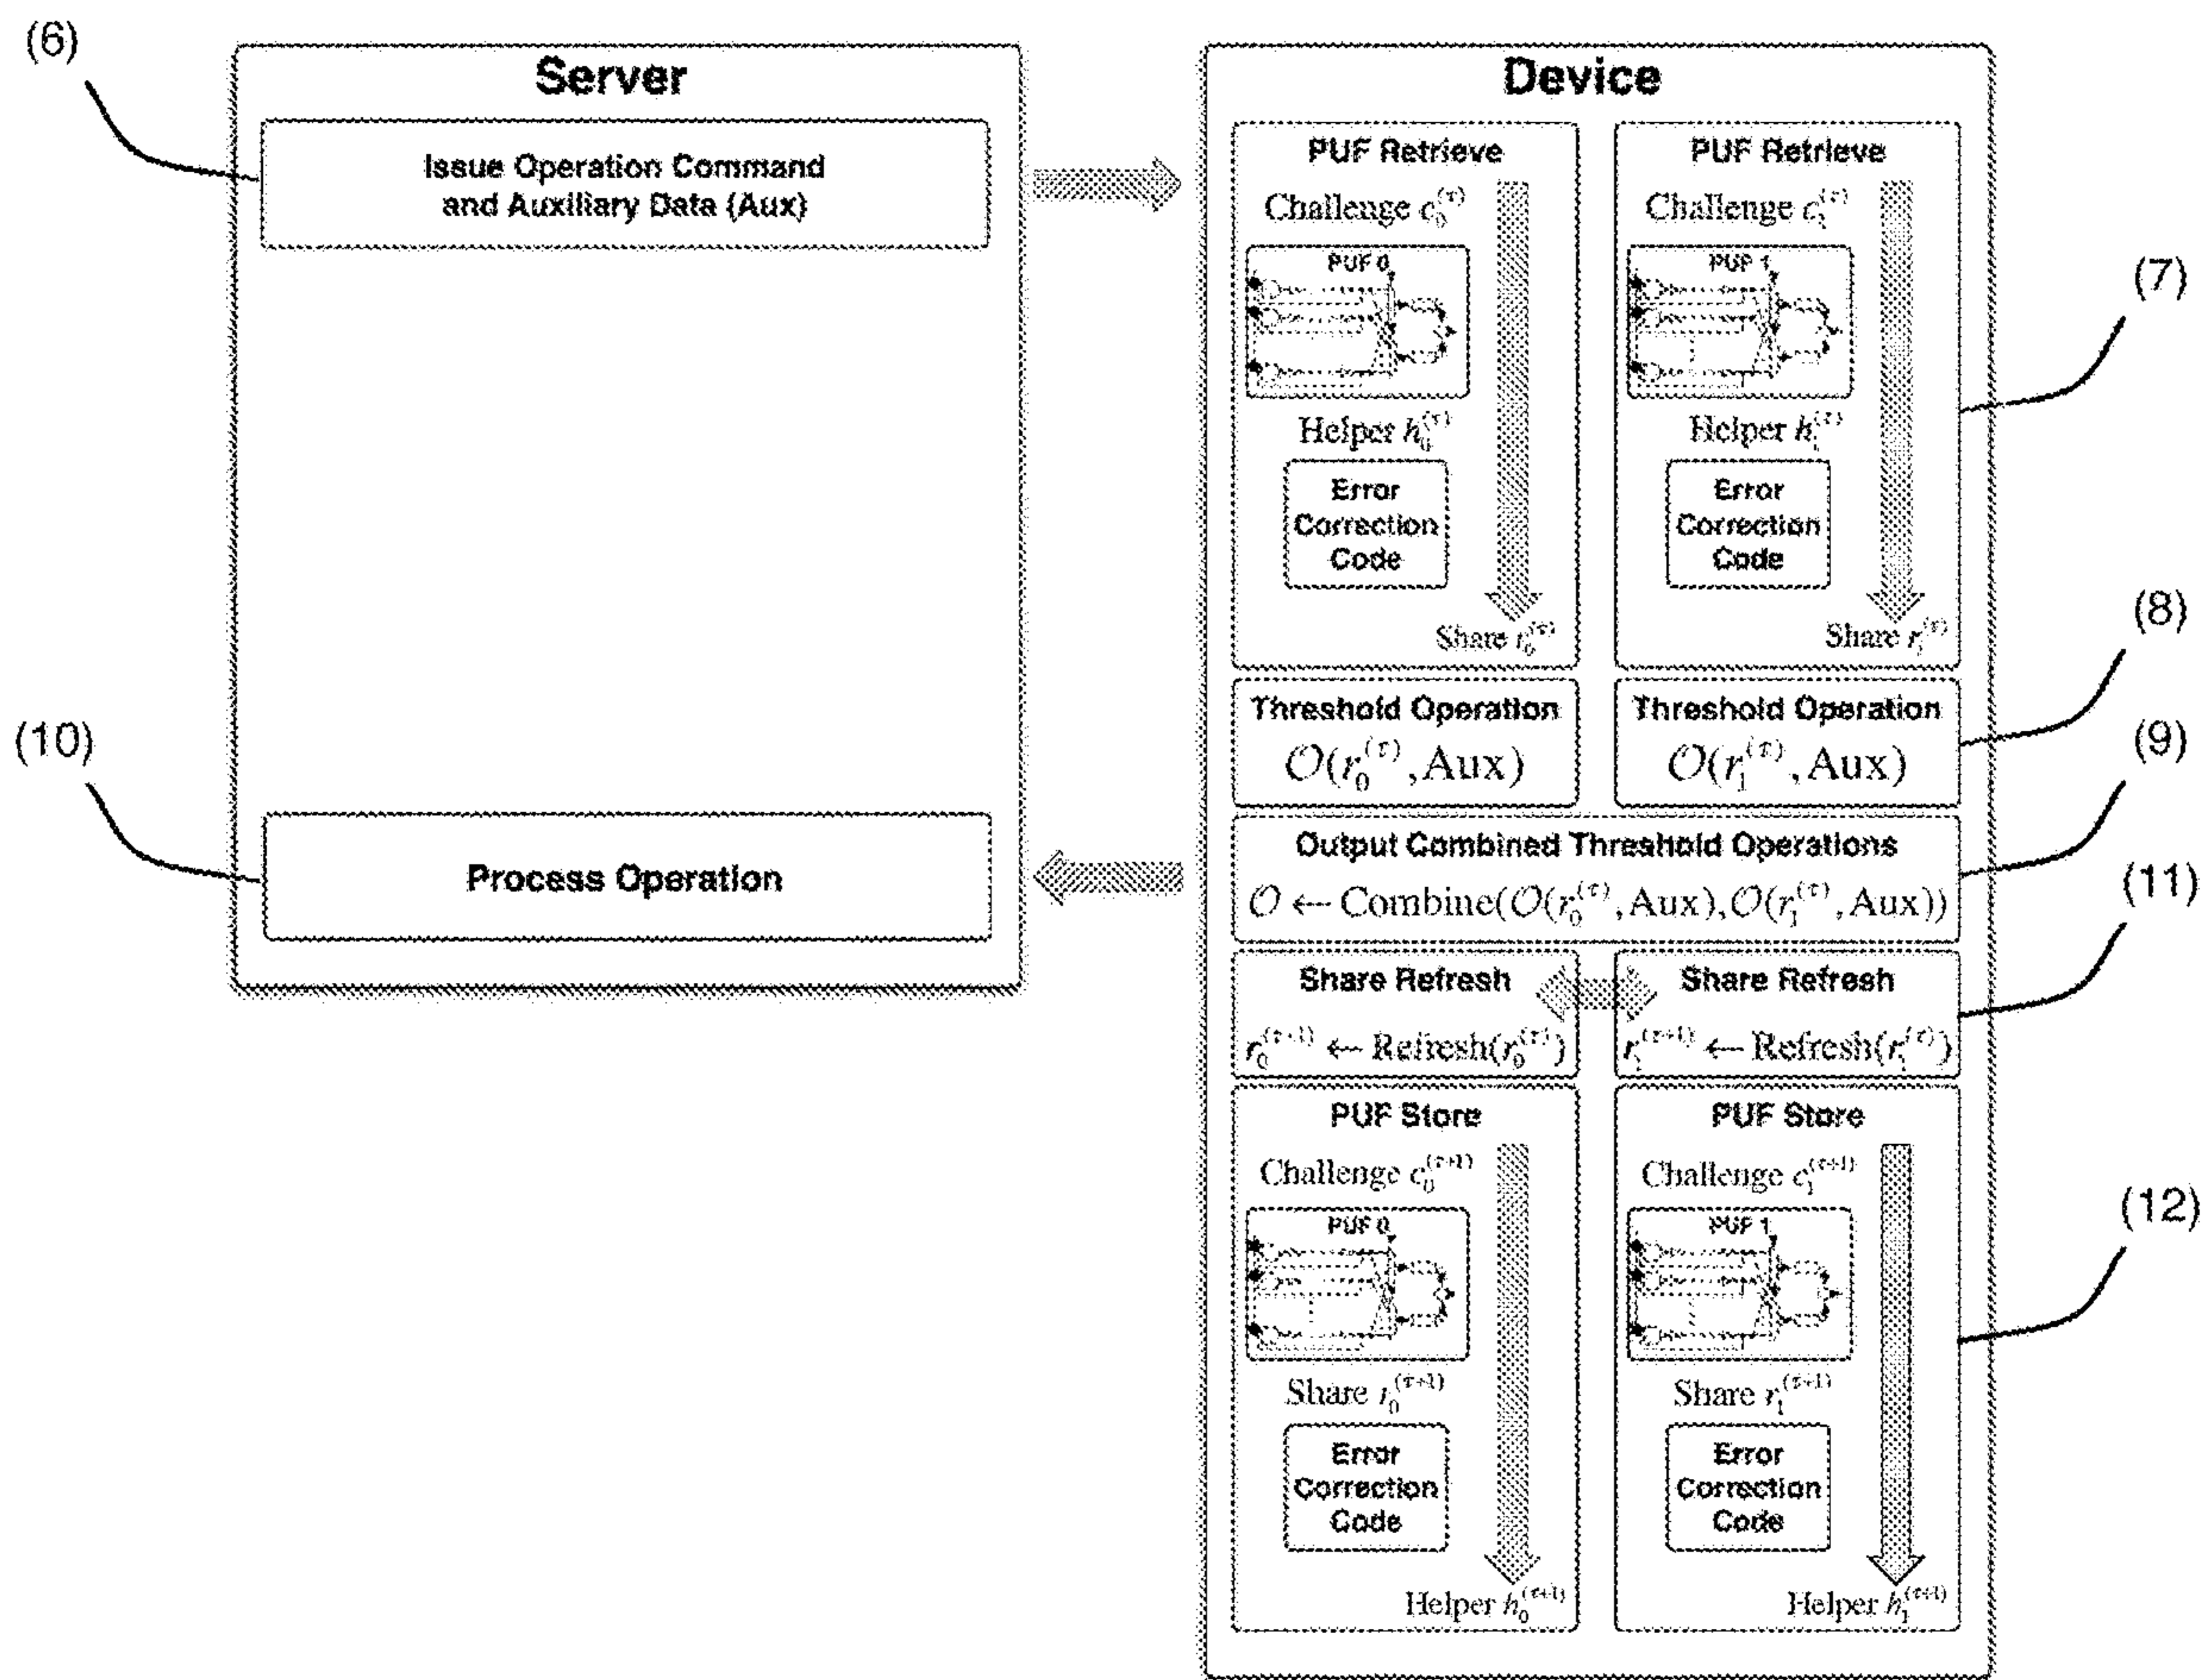 (6)
Server
Issue Operation Command
and Auxiliary Data (Aux)
(10)
Process Operation
Device
PUF Retrieve
Challenge c₀^(τ)
PUF 0
Helper h₀^(τ)
Error
Correction
Code
Share r₀^(τ)
PUF Retrieve
Challenge c₁^(τ)
PUF 1
Helper h₁^(τ)
Error
Correction
Code
Share r₁^(τ)
(7)
Threshold Operation
𝒪(r₀^(τ), Aux)
Threshold Operation
𝒪(r₁^(τ), Aux)
(8)
Output Combined Threshold Operations
𝒪 ← Combine(𝒪(r₀^(τ), Aux), 𝒪(r₁^(τ), Aux))
(9)
Share Refresh
r₀^(τ+1) ← Refresh(r₀^(τ))
Share Refresh
r₁^(τ+1) ← Refresh(r₁^(τ))
(11)
PUF Store
Challenge c₀^(τ+1)
PUF 0
Share r₀^(τ+1)
Error
Correction
Code
Helper h₀^(τ+1)
PUF Store
Challenge c₁^(τ+1)
PUF 1
Share r₁^(τ+1)
Error
Correction
Code
Helper h₁^(τ+1)
(12)